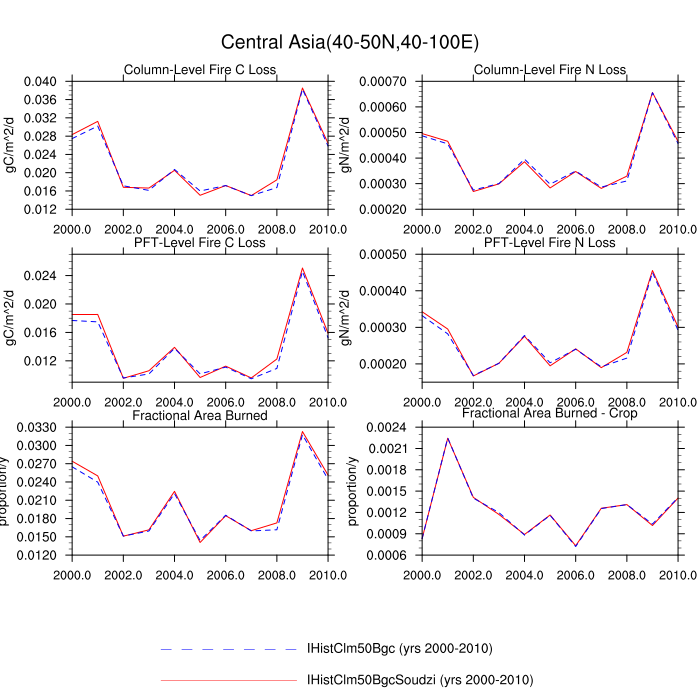 Central Asia(40-50N,40-100E)
Column-Level Fire C Loss
gC/m^2/d
0.040
0.036
0.032
0.028
0.024
0.020
0.016
0.012
2000.0 2002.0 2004.0 2006.0 2008.0 2010.0
Column-Level Fire N Loss
gN/m^2/d
0.00070
0.00060
0.00050
0.00040
0.00030
0.00020
2000.0 2002.0 2004.0 2006.0 2008.0 2010.0
PFT-Level Fire C Loss
gC/m^2/d
0.024
0.020
0.016
0.012
2000.0 2002.0 2004.0 2006.0 2008.0 2010.0
PFT-Level Fire N Loss
gN/m^2/d
0.00050
0.00040
0.00030
0.00020
2000.0 2002.0 2004.0 2006.0 2008.0 2010.0
Fractional Area Burned
proportion/y
0.0330
0.0300
0.0270
0.0240
0.0210
0.0180
0.0150
0.0120
2000.0 2002.0 2004.0 2006.0 2008.0 2010.0
Fractional Area Burned - Crop
proportion/y
0.0024
0.0021
0.0018
0.0015
0.0012
0.0009
0.0006
2000.0 2002.0 2004.0 2006.0 2008.0 2010.0
IHistClm50Bgc (yrs 2000-2010)
IHistClm50BgcSoudzi (yrs 2000-2010)